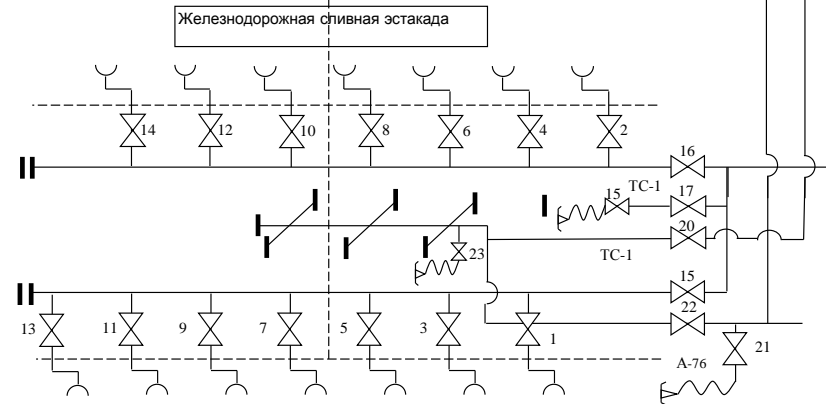 Железнодорожная сливная эстакада
14 12 10 8 6 4 2
16
15 ТС-1 17
20
23 ТС-1
15
22
13 11 9 7 5 3 1 21
А-76